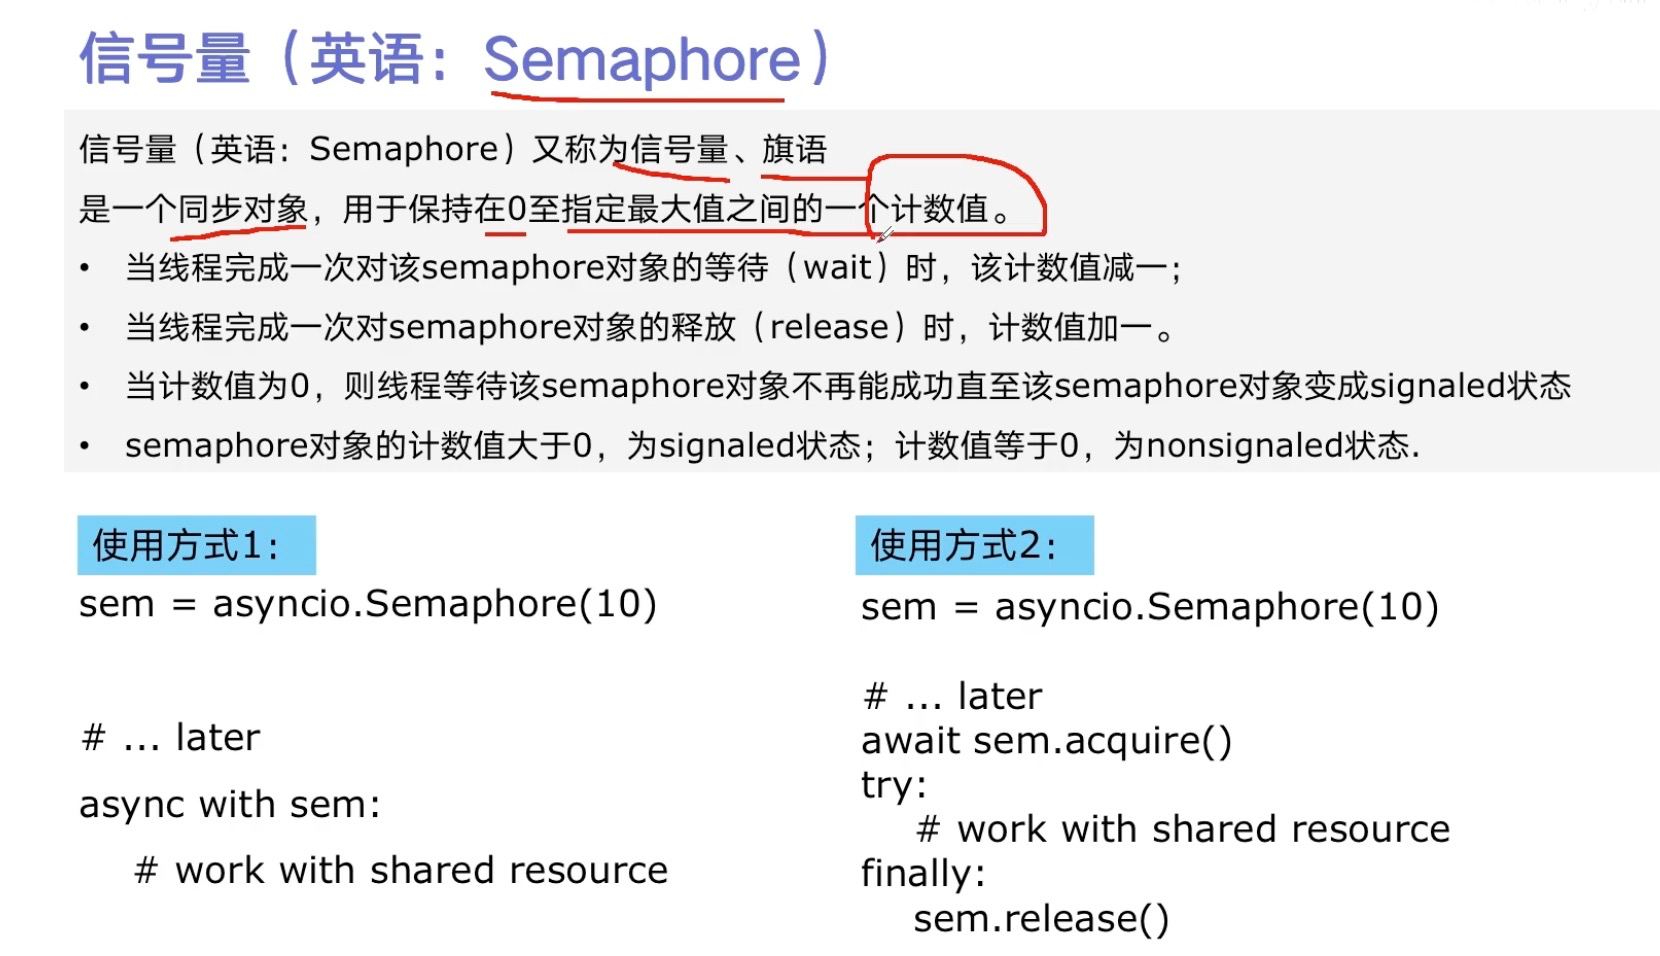 信号量（英语：Semaphore）
信号量（英语：Semaphore）又称为信号量、旗语
是一个同步对象，用于保持在0至指定最大值之间的一个计数值。
• 当线程完成一次对该semaphore对象的等待（wait）时，该计数值减一；
• 当线程完成一次对semaphore对象的释放（release）时，计数值加一。
• 当计数值为0，则线程等待该semaphore对象不再能成功直至该semaphore对象变成signaled状态
• semaphore对象的计数值大于0，为signaled状态；计数值等于0，为nonsignaled状态.
使用方式1：
sem = asyncio.Semaphore(10)
# ... later
async with sem:
# work with shared resource
使用方式2：
sem = asyncio.Semaphore(10)
# ... later
await sem.acquire()
try:
# work with shared resource
finally:
sem.release()